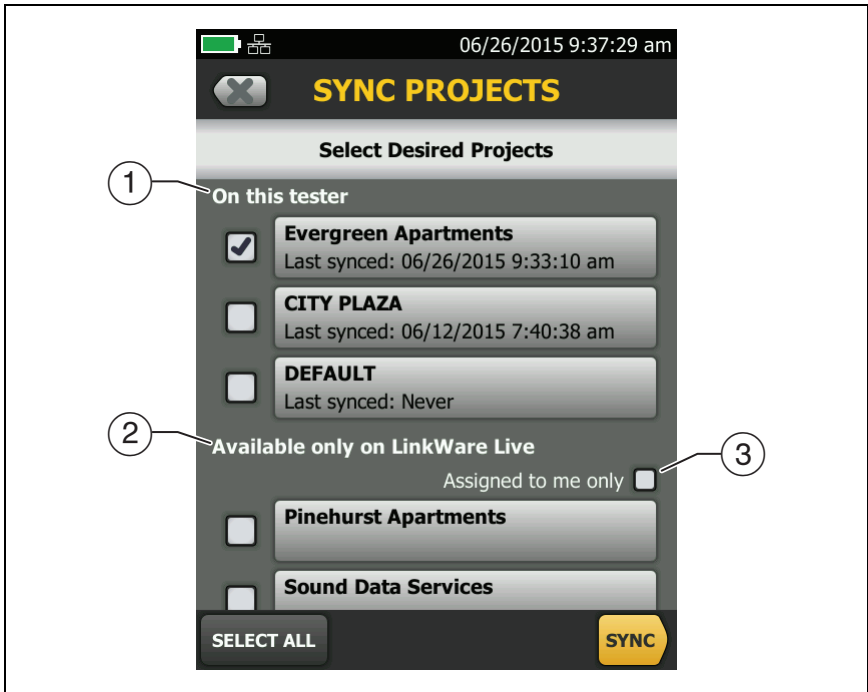 06/26/2015 9:37:29 am
SYNC PROJECTS
Select Desired Projects
1
On this tester
Evergreen Apartments
Last synced: 06/26/2015 9:33:10 am
CITY PLAZA
Last synced: 06/12/2015 7:40:38 am
DEFAULT
Last synced: Never
2
Available only on LinkWare Live
Assigned to me only
3
Pinehurst Apartments
Sound Data Services
SELECT ALL
SYNC